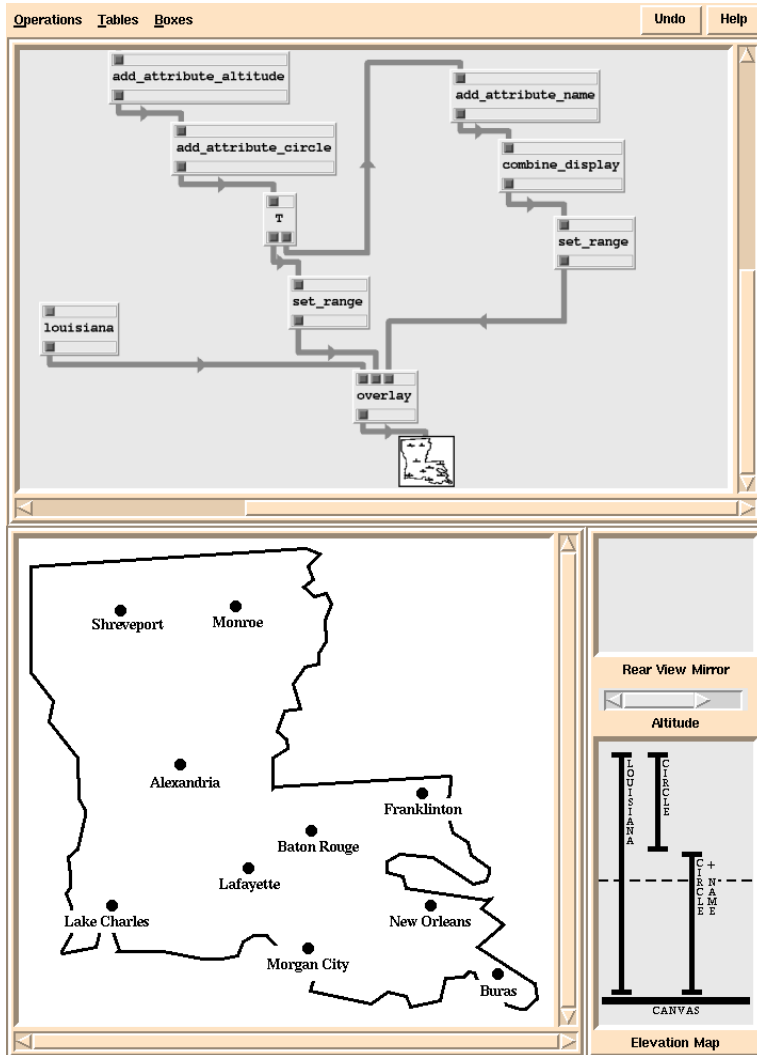 Operations Tables Boxes Undo Help
add_attribute_altitude
add_attribute_name
add_attribute_circle
combine_display
T
set_range
set_range
louisiana
overlay
Shreveport
Monroe
Alexandria
Franklinton
Baton Rouge
Lafayette
Lake Charles
New Orleans
Morgan City
Buras
Rear View Mirror
Altitude
LOUISIANA
CIRCLE
CIRCLE
+ NAME
CANVAS
Elevation Map